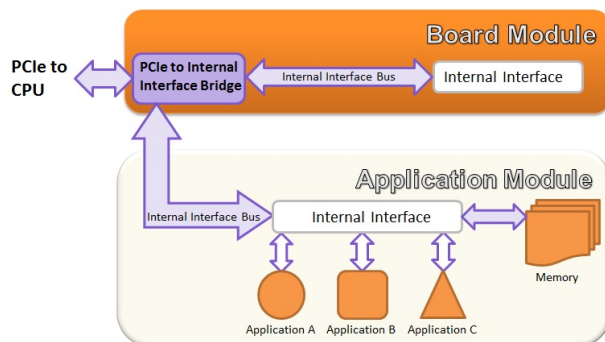 Board Module
PCIe to
CPU
PCIe to Internal
Interface Bridge
Internal Interface Bus
Internal Interface
Application Module
Internal Interface Bus
Internal Interface
Memory
Application A
Application B
Application C